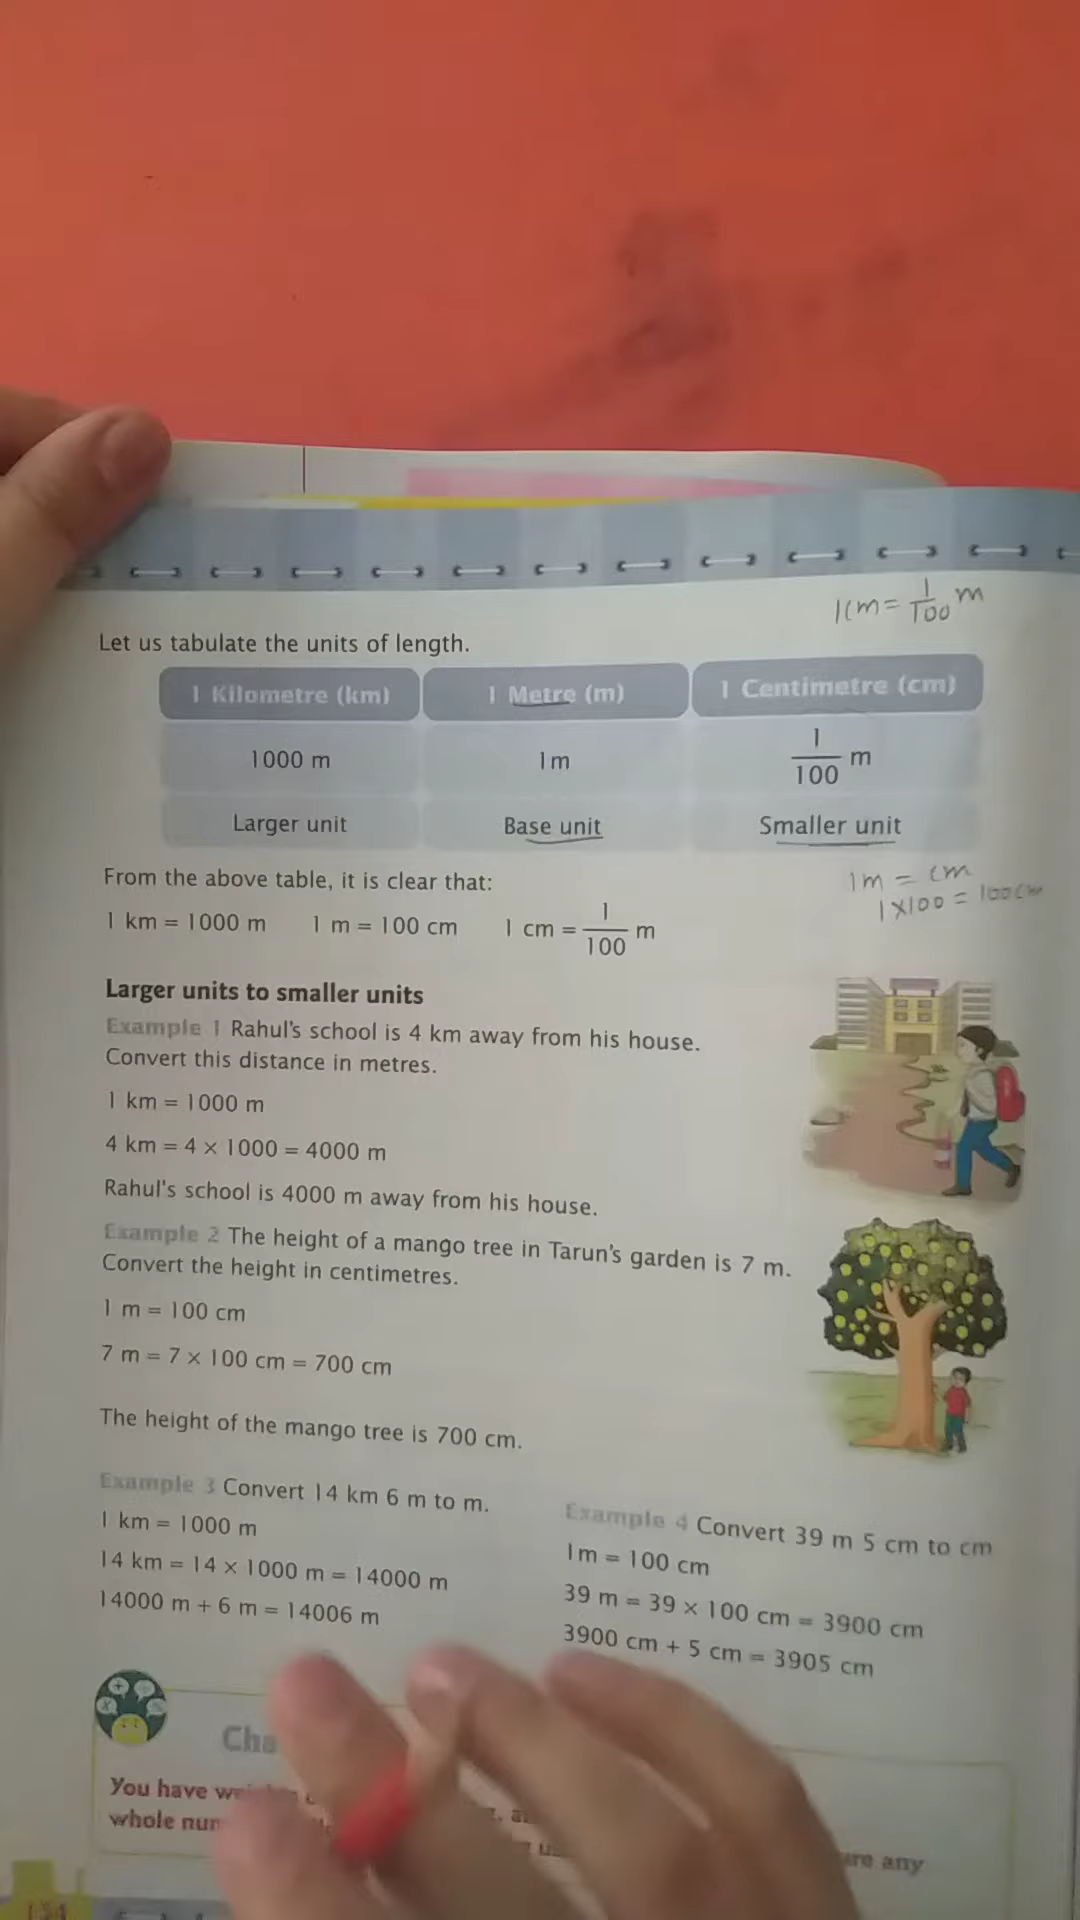 1cm = 1/100 m
Let us tabulate the units of length.
1 Kilometre (km) 1 Metre (m) 1 Centimetre (cm)
1000 m 1m 1/100 m
Larger unit Base unit Smaller unit
1m = cm
1×100 = 100cm
From the above table, it is clear that:
1 km = 1000 m 1 m = 100 cm 1 cm = 1/100 m
Larger units to smaller units
Example 1 Rahul's school is 4 km away from his house.
Convert this distance in metres.
1 km = 1000 m
4 km = 4 × 1000 = 4000 m
Rahul's school is 4000 m away from his house.
Example 2 The height of a mango tree in Tarun's garden is 7 m.
Convert the height in centimetres.
1 m = 100 cm
7 m = 7 × 100 cm = 700 cm
The height of the mango tree is 700 cm.
Example 3 Convert 14 km 6 m to m.
1 km = 1000 m
14 km = 14 × 1000 m = 14000 m
14000 m + 6 m = 14006 m
Example 4 Convert 39 m 5 cm to cm
1m = 100 cm
39 m = 39 × 100 cm = 3900 cm
3900 cm + 5 cm = 3905 cm
Cha
You have
whole any